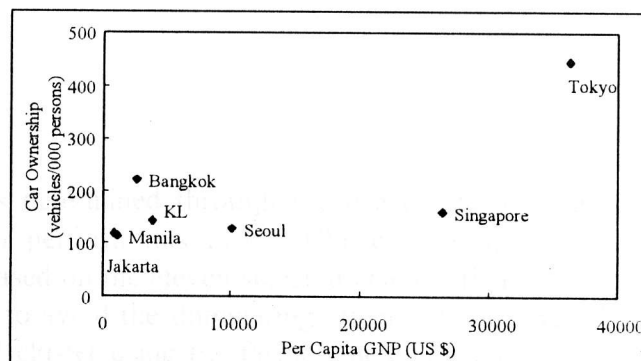 Car Ownership
(vehicles/000 persons)
500
400
300
200
100
0
Tokyo
Bangkok
KL
Manila
Jakarta
Seoul
Singapore
0
10000
20000
30000
40000
Per Capita GNP (US $)